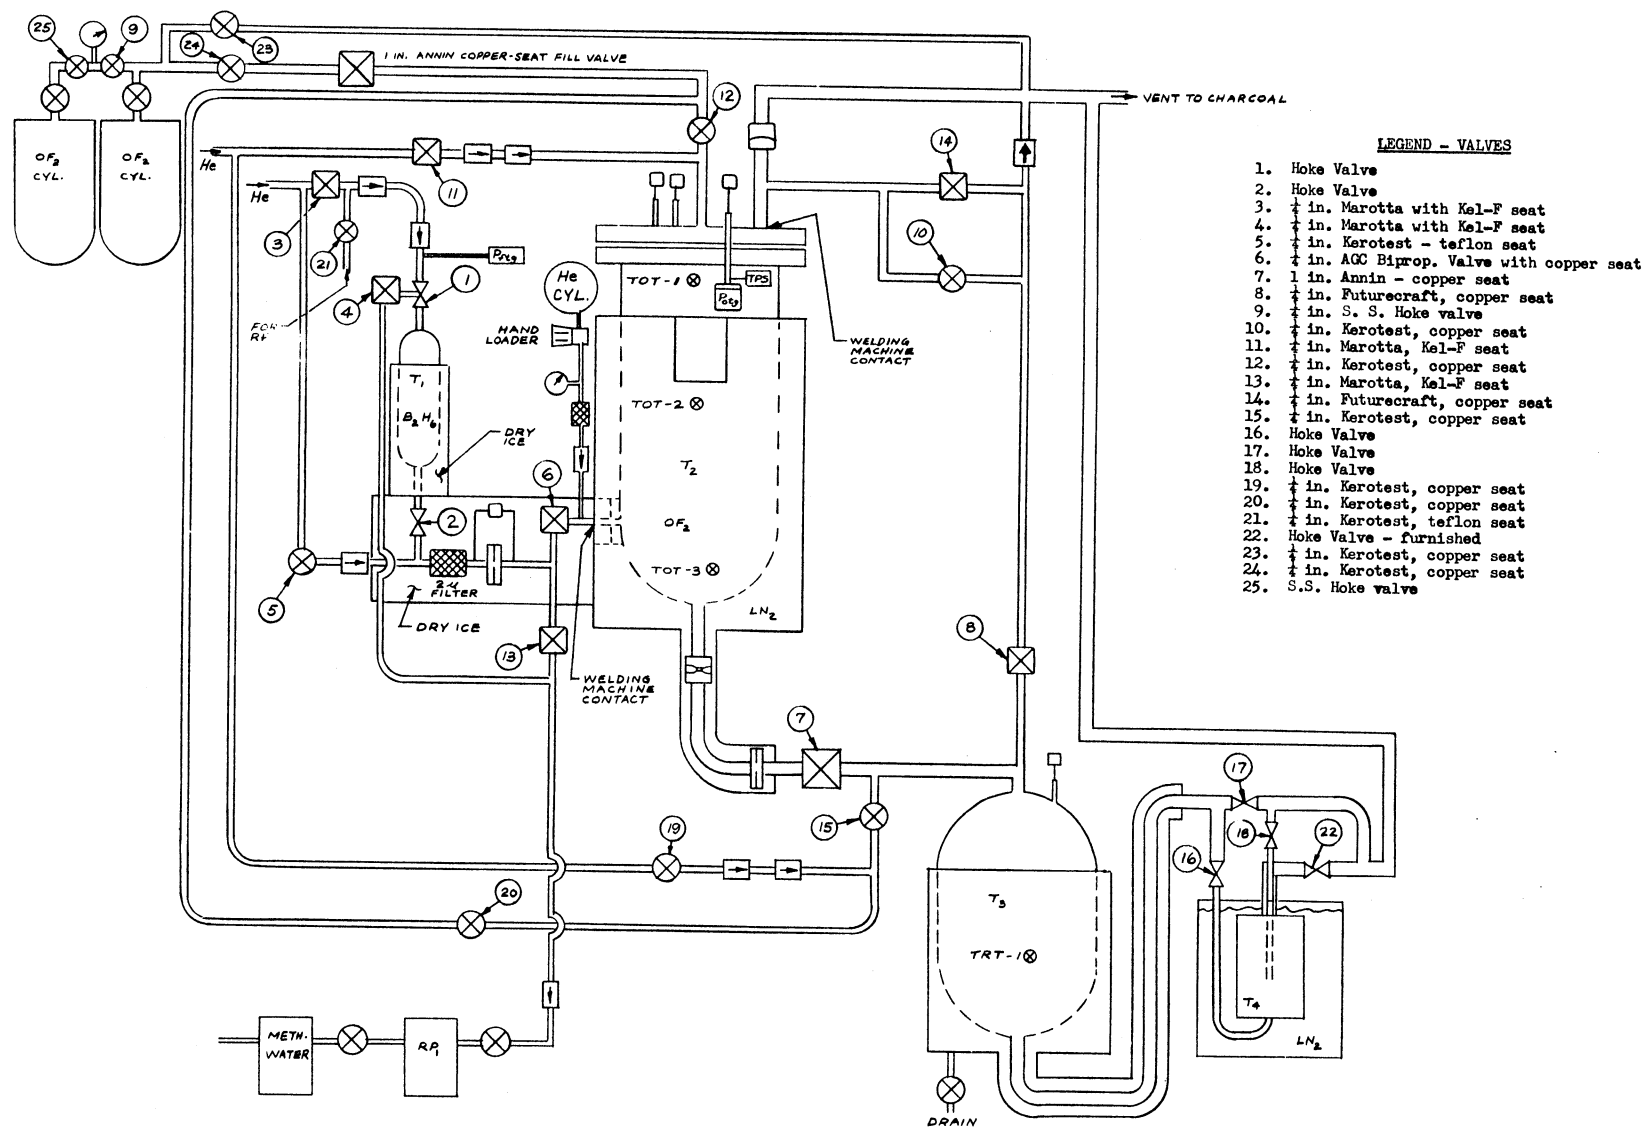 25
9
23
24
1 IN. ANNIN COPPER-SEAT FILL VALVE
12
VENT TO CHARCOAL
OF2
CYL.
OF2
CYL.
He
11
14
He
3
21
10
1
4
FOR
He
CYL.
HAND
LOADER
TOT-1
TPS
WELDING
MACHINE
CONTACT
T1
B2H6
DRY
ICE
TOT-2
T2
6
2
OF2
5
2μ
FILTER
TOT-3
LN2
DRY ICE
13
WELDING
MACHINE
CONTACT
8
7
17
15
19
18
22
16
20
T3
TRT-1
T4
LN2
METH.
WATER
RP1
DRAIN
LEGEND - VALVES
1. Hoke Valve
2. Hoke Valve
3. ¼ in. Marotta with Kel-F seat
4. ¼ in. Marotta with Kel-F seat
5. ¼ in. Kerotest - teflon seat
6. ¼ in. AGC Biprop. Valve with copper seat
7. 1 in. Annin - copper seat
8. ¼ in. Futurecraft, copper seat
9. ¼ in. S. S. Hoke valve
10. ¼ in. Kerotest, copper seat
11. ¼ in. Marotta, Kel-F seat
12. ¼ in. Kerotest, copper seat
13. ¼ in. Marotta, Kel-F seat
14. ¼ in. Futurecraft, copper seat
15. ¼ in. Kerotest, copper seat
16. Hoke Valve
17. Hoke Valve
18. Hoke Valve
19. ¼ in. Kerotest, copper seat
20. ¼ in. Kerotest, copper seat
21. ¼ in. Kerotest, teflon seat
22. Hoke Valve - furnished
23. ¼ in. Kerotest, copper seat
24. ¼ in. Kerotest, copper seat
25. S.S. Hoke valve